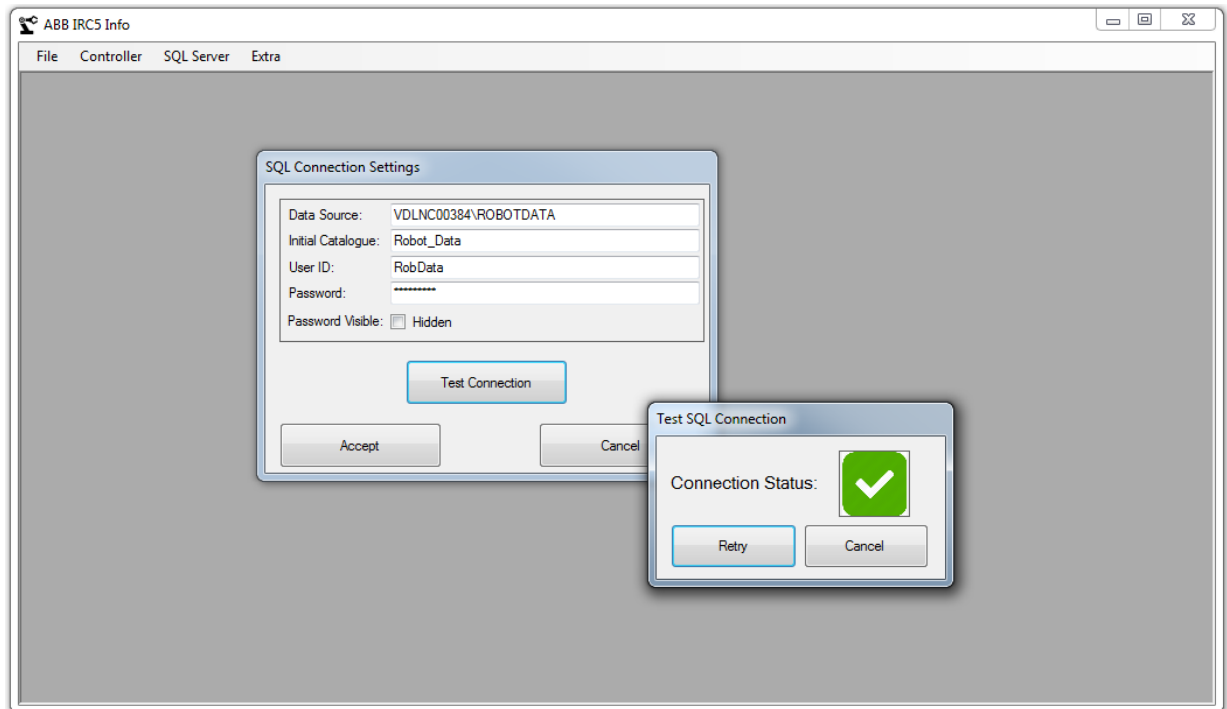 ABB IRC5 Info
File Controller SQL Server Extra
SQL Connection Settings
Data Source: VDLNC00384\ROBOTDATA
Initial Catalogue: Robot_Data
User ID: RobData
Password: *********
Password Visible: Hidden
Test Connection
Accept Cancel
Test SQL Connection
Connection Status:
Retry Cancel